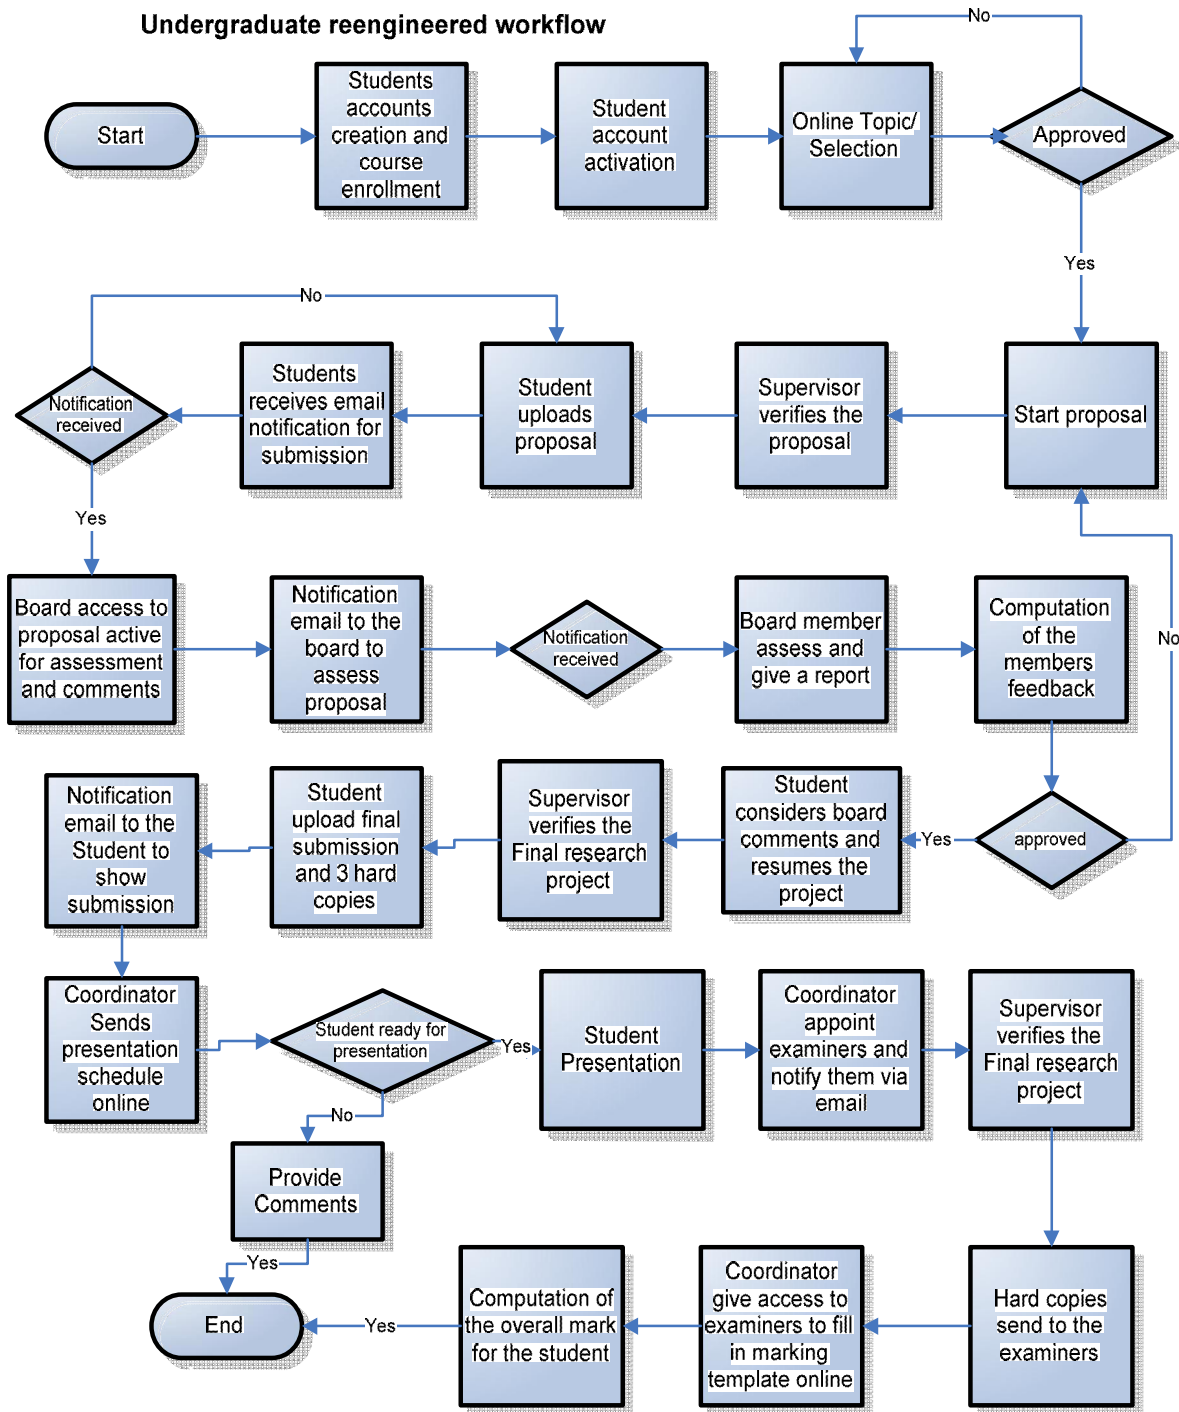 Undergraduate reengineered workflow
No
Start
Students
accounts
creation and
course
enrollment
Student
account
activation
Online Topic/
Selection
Approved
Yes
No
Notification
received
Students
receives email
notification for
submission
Student
uploads
proposal
Supervisor
verifies the
proposal
Start proposal
Yes
Board access to
proposal active
for assessment
and comments
Notification
email to the
board to
assess
proposal
Notification
received
Board member
assess and
give a report
Computation
of the
members
feedback
No
Notification
email to the
Student to
show
submission
Student
upload final
submission
and 3 hard
copies
Supervisor
verifies the
Final research
project
Student
considers board
comments and
resumes the
project
Yes
approved
Coordinator
Sends
presentation
schedule
online
Student ready for
presentation
Yes
Student
Presentation
Coordinator
appoint
examiners and
notify them via
email
Supervisor
verifies the
Final research
project
No
Provide
Comments
Yes
End
Yes
Computation of
the overall mark
for the student
Coordinator
give access to
examiners to fill
in marking
template online
Hard copies
send to the
examiners